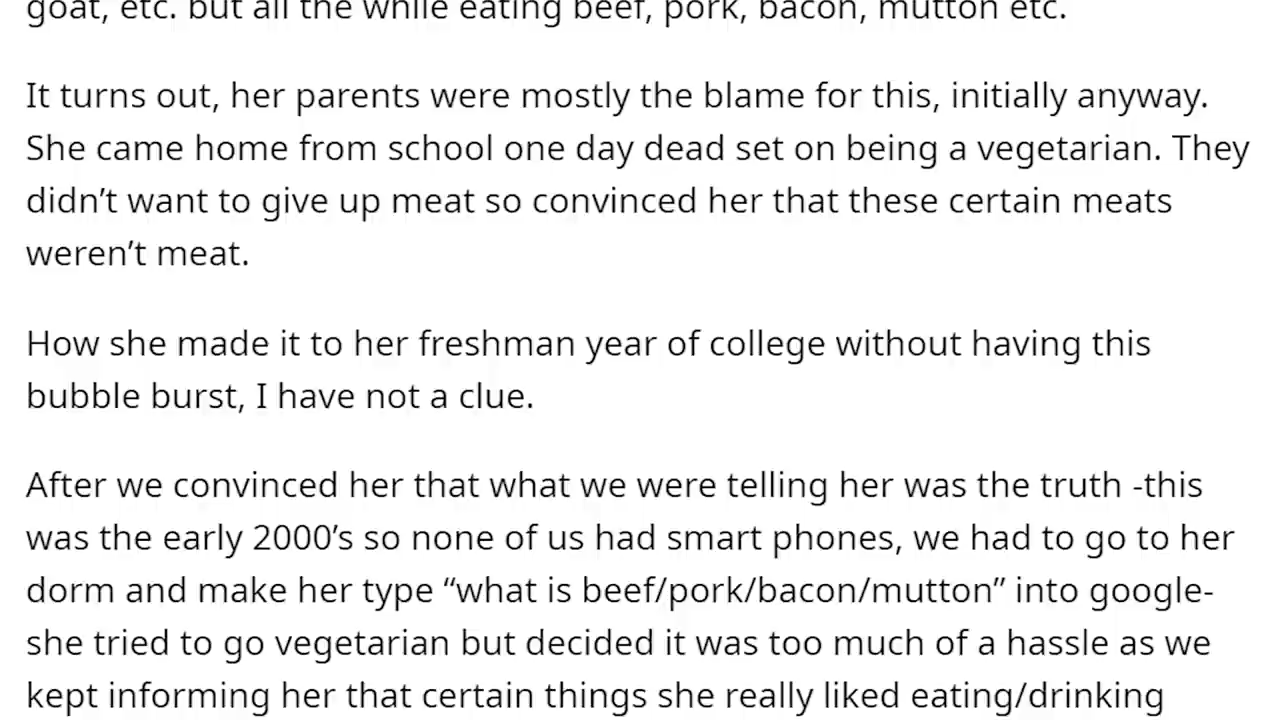 goat, etc. but all the while eating beef, pork, bacon, mutton etc.
It turns out, her parents were mostly the blame for this, initially anyway.
She came home from school one day dead set on being a vegetarian. They
didn’t want to give up meat so convinced her that these certain meats
weren’t meat.
How she made it to her freshman year of college without having this
bubble burst, I have not a clue.
After we convinced her that what we were telling her was the truth -this
was the early 2000’s so none of us had smart phones, we had to go to her
dorm and make her type “what is beef/pork/bacon/mutton” into google-
she tried to go vegetarian but decided it was too much of a hassle as we
kept informing her that certain things she really liked eating/drinking